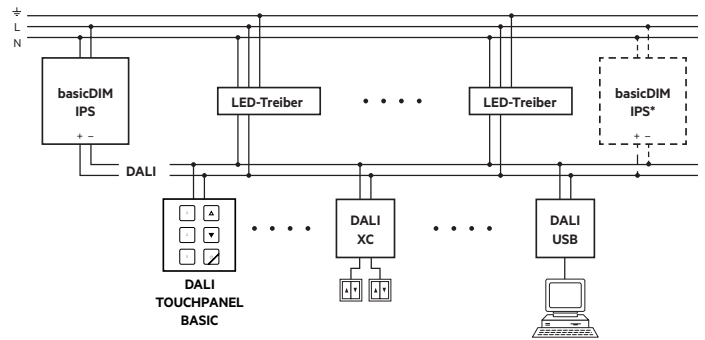 L
N
basicDIM
IPS
+ –
LED-Treiber
LED-Treiber
basicDIM
IPS*
+ –
DALI
DALI
XC
DALI
USB
DALI
TOUCHPANEL
BASIC